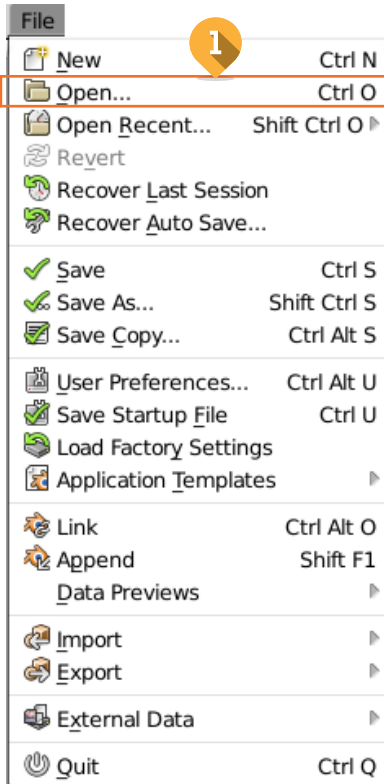 File
1
New Ctrl N
Open... Ctrl O
Open Recent... Shift Ctrl O
Revert
Recover Last Session
Recover Auto Save...
Save Ctrl S
Save As... Shift Ctrl S
Save Copy... Ctrl Alt S
User Preferences... Ctrl Alt U
Save Startup File Ctrl U
Load Factory Settings
Application Templates
Link Ctrl Alt O
Append Shift F1
Data Previews
Import
Export
External Data
Quit Ctrl Q